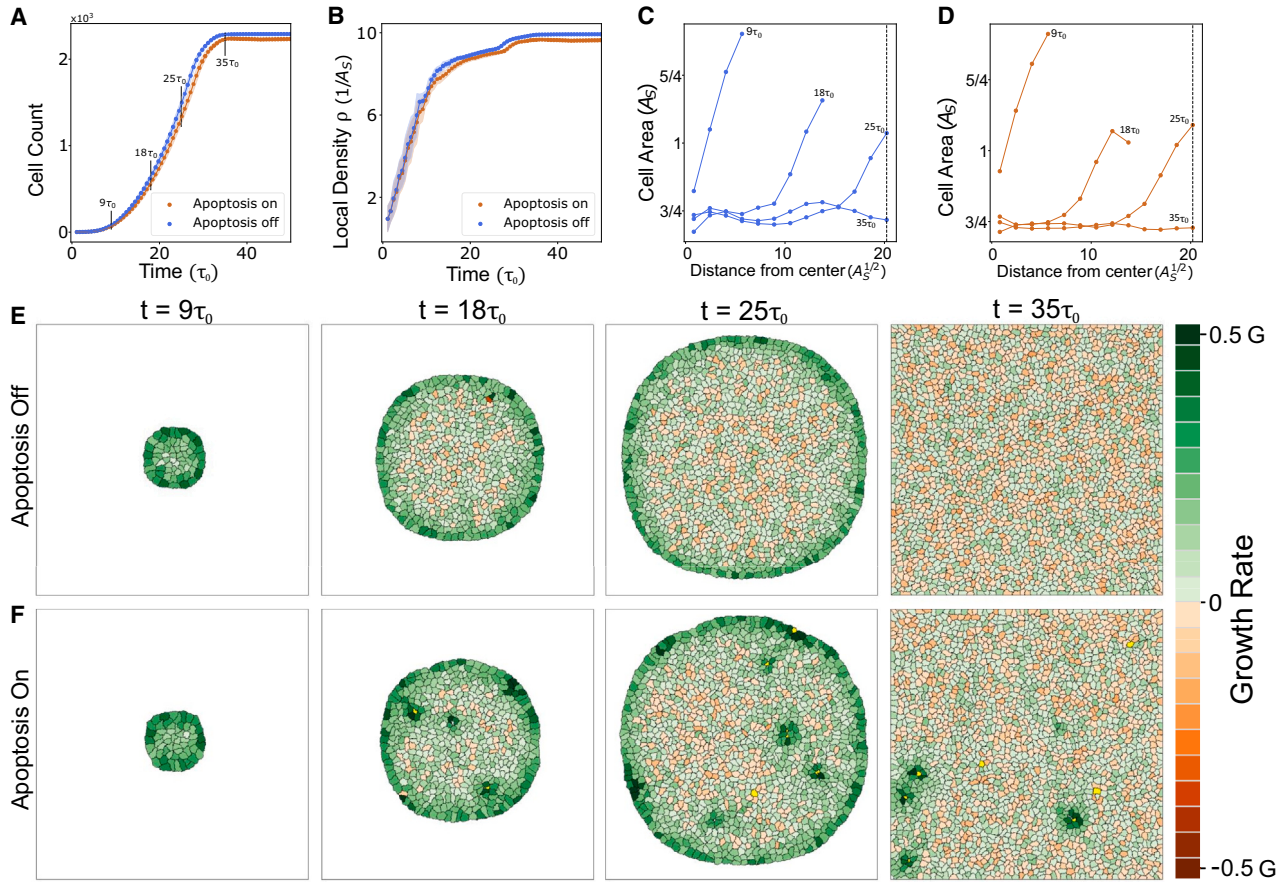 A
×10³
2
1
0
Cell Count
9τ₀
18τ₀
25τ₀
35τ₀
Apoptosis on
Apoptosis off
0
20
40
Time (τ₀)
B
10
6
2
Local Density ρ (1/A_S)
Apoptosis on
Apoptosis off
0
20
40
Time (τ₀)
C
5/4
1
3/4
Cell Area (A_S)
9τ₀
18τ₀
25τ₀
35τ₀
0
10
20
Distance from center (A_S^{1/2})
D
5/4
1
3/4
Cell Area (A_S)
9τ₀
18τ₀
25τ₀
35τ₀
0
10
20
Distance from center (A_S^{1/2})
t = 9τ₀
t = 18τ₀
t = 25τ₀
t = 35τ₀
E
Apoptosis Off
F
Apoptosis On
0.5 G
0
-0.5 G
Growth Rate